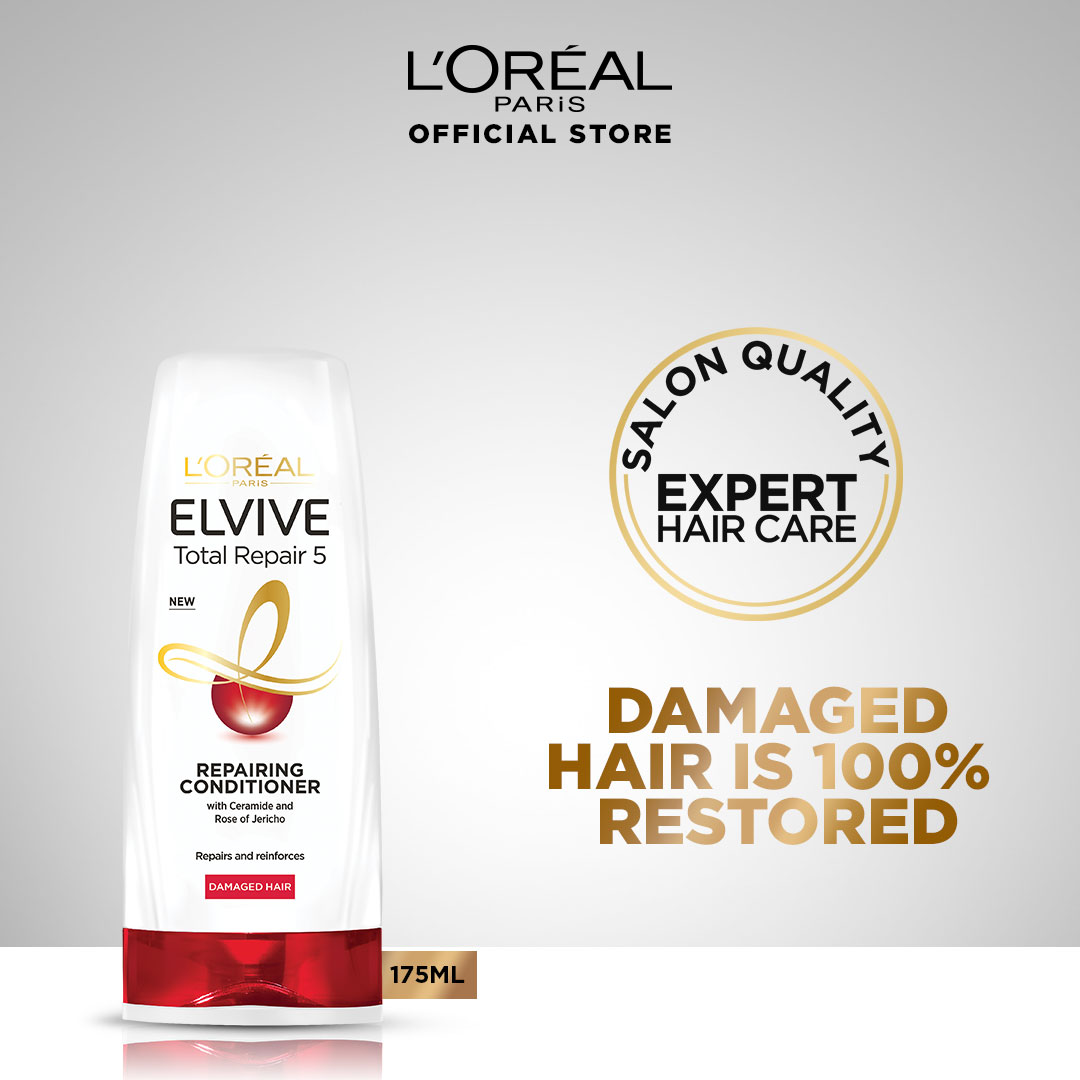 L'ORÉAL
PARiS
OFFICIAL STORE
SALON QUALITY
EXPERT
HAIR CARE
L'ORÉAL
PARiS
ELVIVE
Total Repair 5
NEW
REPAIRING
CONDITIONER
with Ceramide and
Rose of Jericho
Repairs and reinforces
DAMAGED HAIR
DAMAGED
HAIR IS 100%
RESTORED
175ML